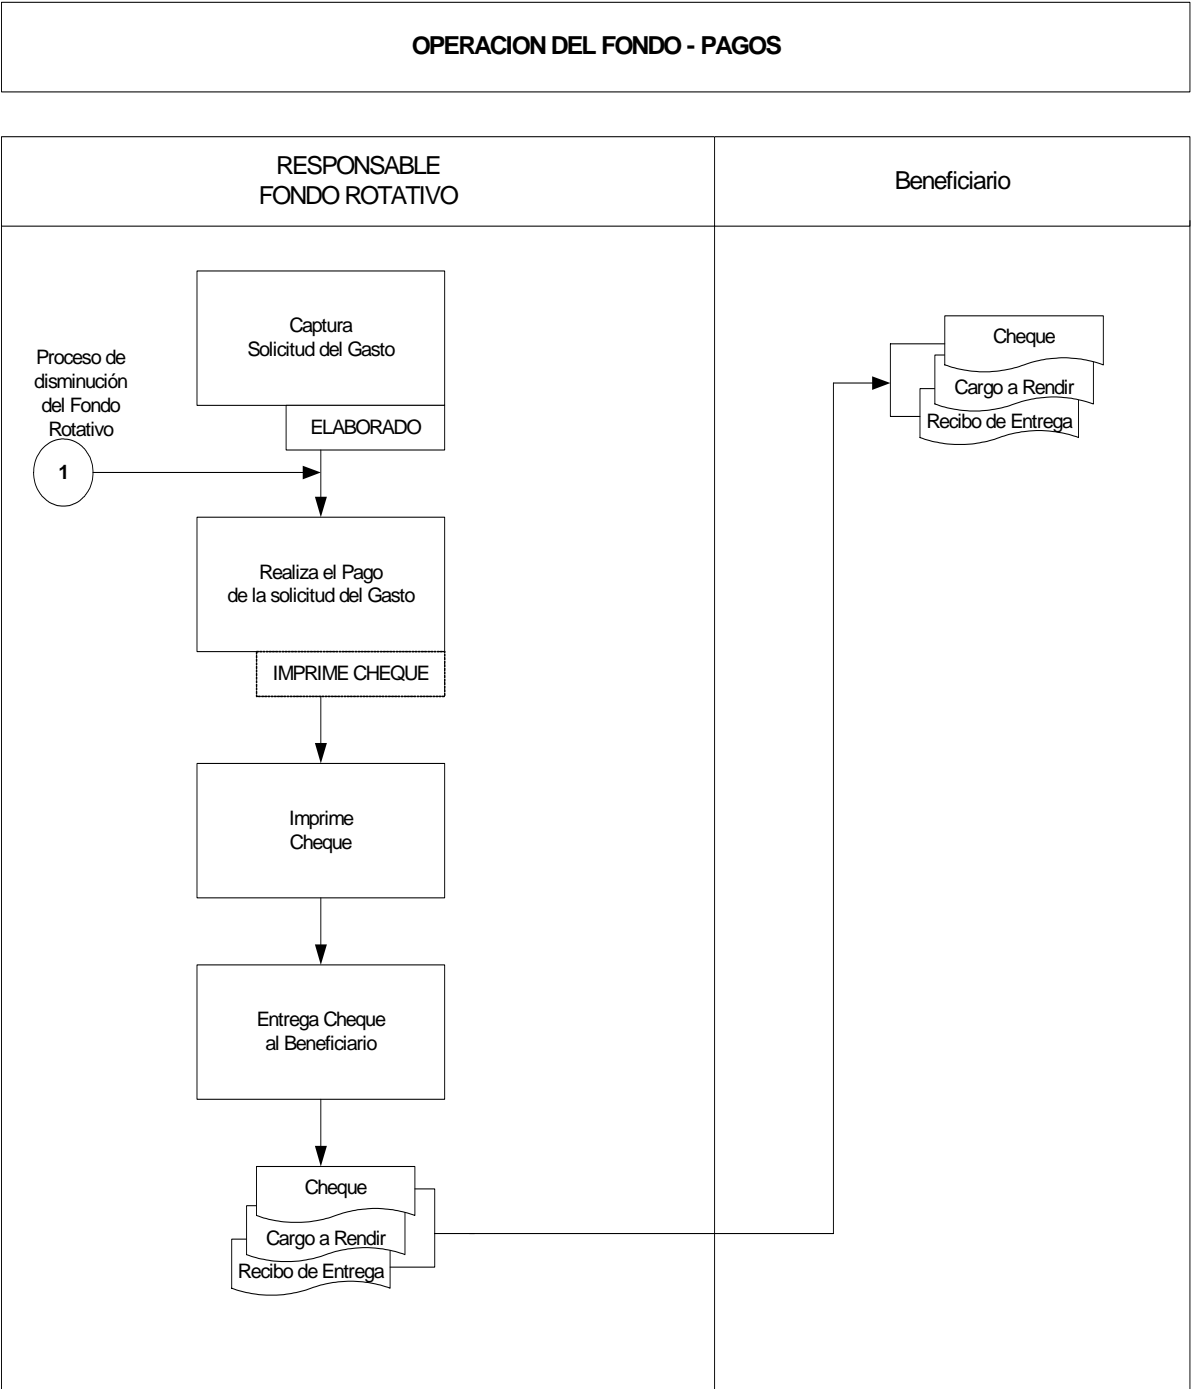 OPERACION DEL FONDO - PAGOS
RESPONSABLE
FONDO ROTATIVO
Beneficiario
Captura
Solicitud del Gasto
ELABORADO
Proceso de
disminución
del Fondo
Rotativo
1
Realiza el Pago
de la solicitud del Gasto
IMPRIME CHEQUE
Imprime
Cheque
Entrega Cheque
al Beneficiario
Cheque
Cargo a Rendir
Recibo de Entrega
Cheque
Cargo a Rendir
Recibo de Entrega